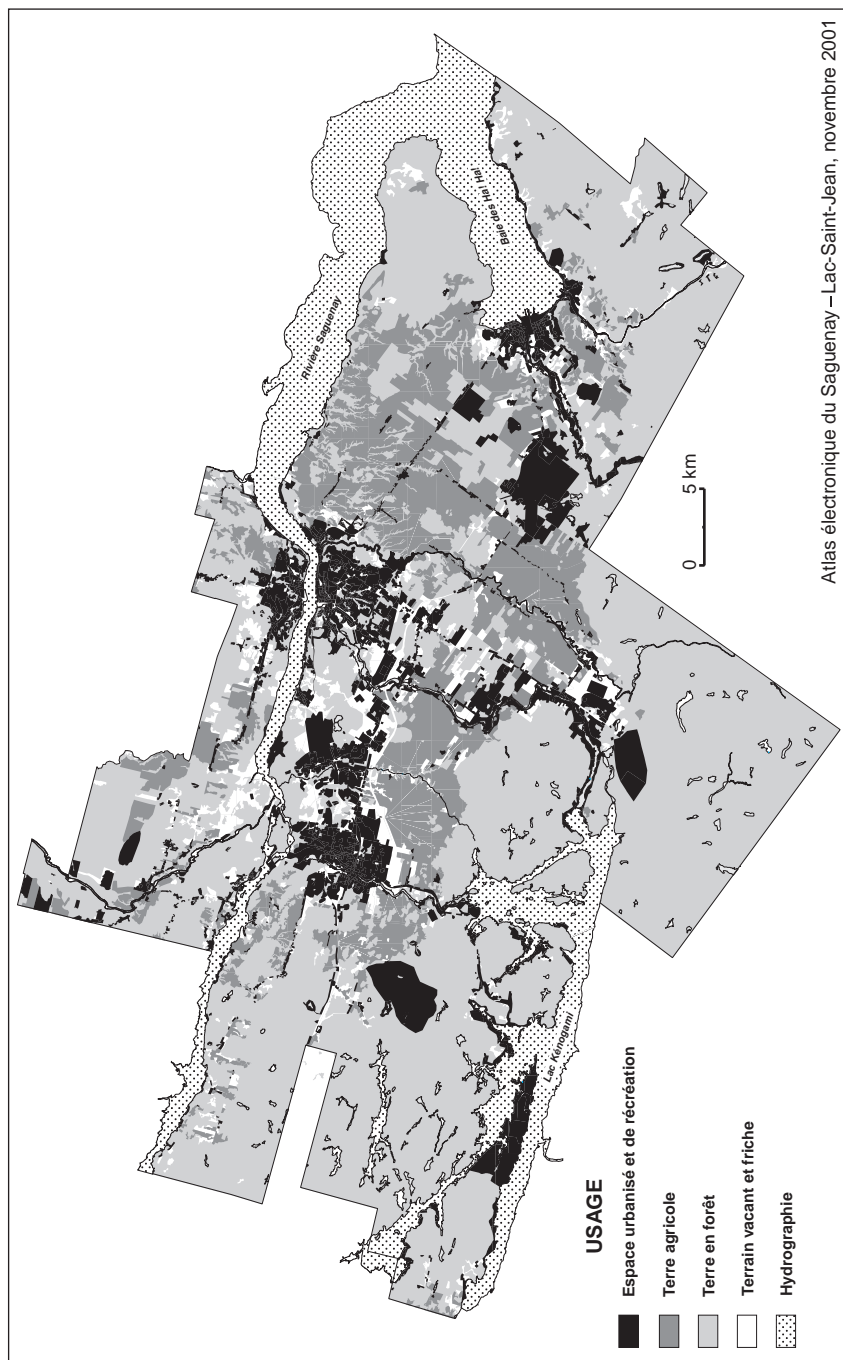 Rivière Saguenay
Baie des Ha! Ha!
Lac Kénogami
0 5 km
USAGE
Espace urbanisé et de récréation
Terre agricole
Terre en forêt
Terrain vacant et friche
Hydrographie
Atlas électronique du Saguenay – Lac-Saint-Jean, novembre 2001